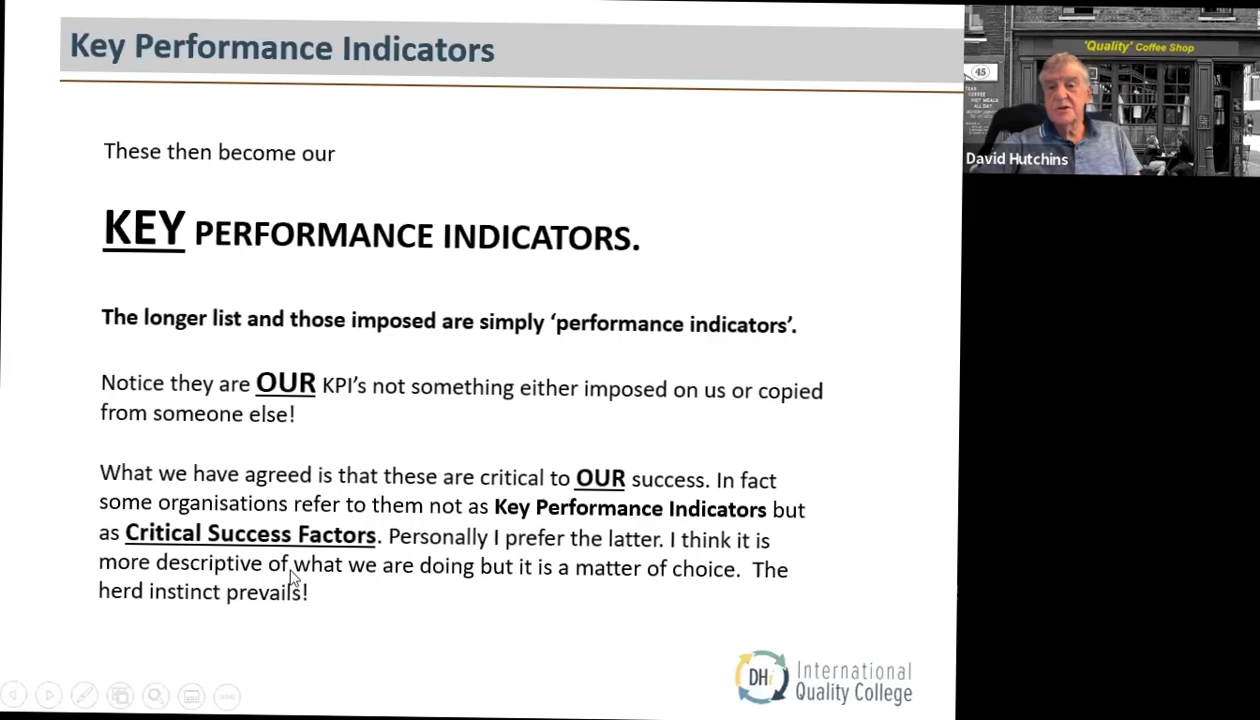 Key Performance Indicators
These then become our
KEY PERFORMANCE INDICATORS.
The longer list and those imposed are simply ‘performance indicators’.
Notice they are OUR KPI’s not something either imposed on us or copied
from someone else!
What we have agreed is that these are critical to OUR success. In fact
some organisations refer to them not as Key Performance Indicators but
as Critical Success Factors. Personally I prefer the latter. I think it is
more descriptive of what we are doing but it is a matter of choice. The
herd instinct prevails!
DHi International
Quality College
'Quality' Coffee Shop
45
COFFEE
ALL DAY
David Hutchins